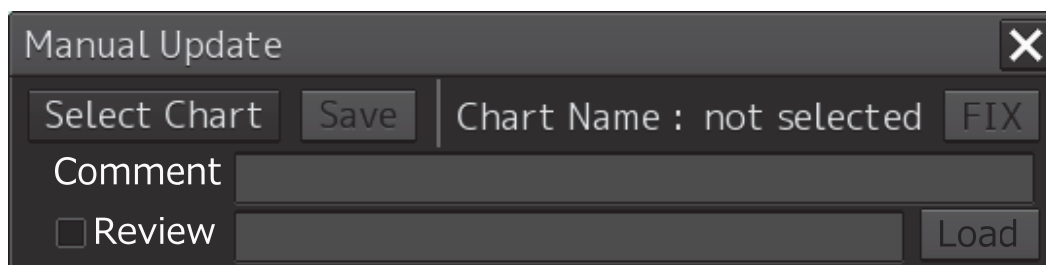 Manual Update
Select Chart Save Chart Name : not selected FIX
Comment
Review Load